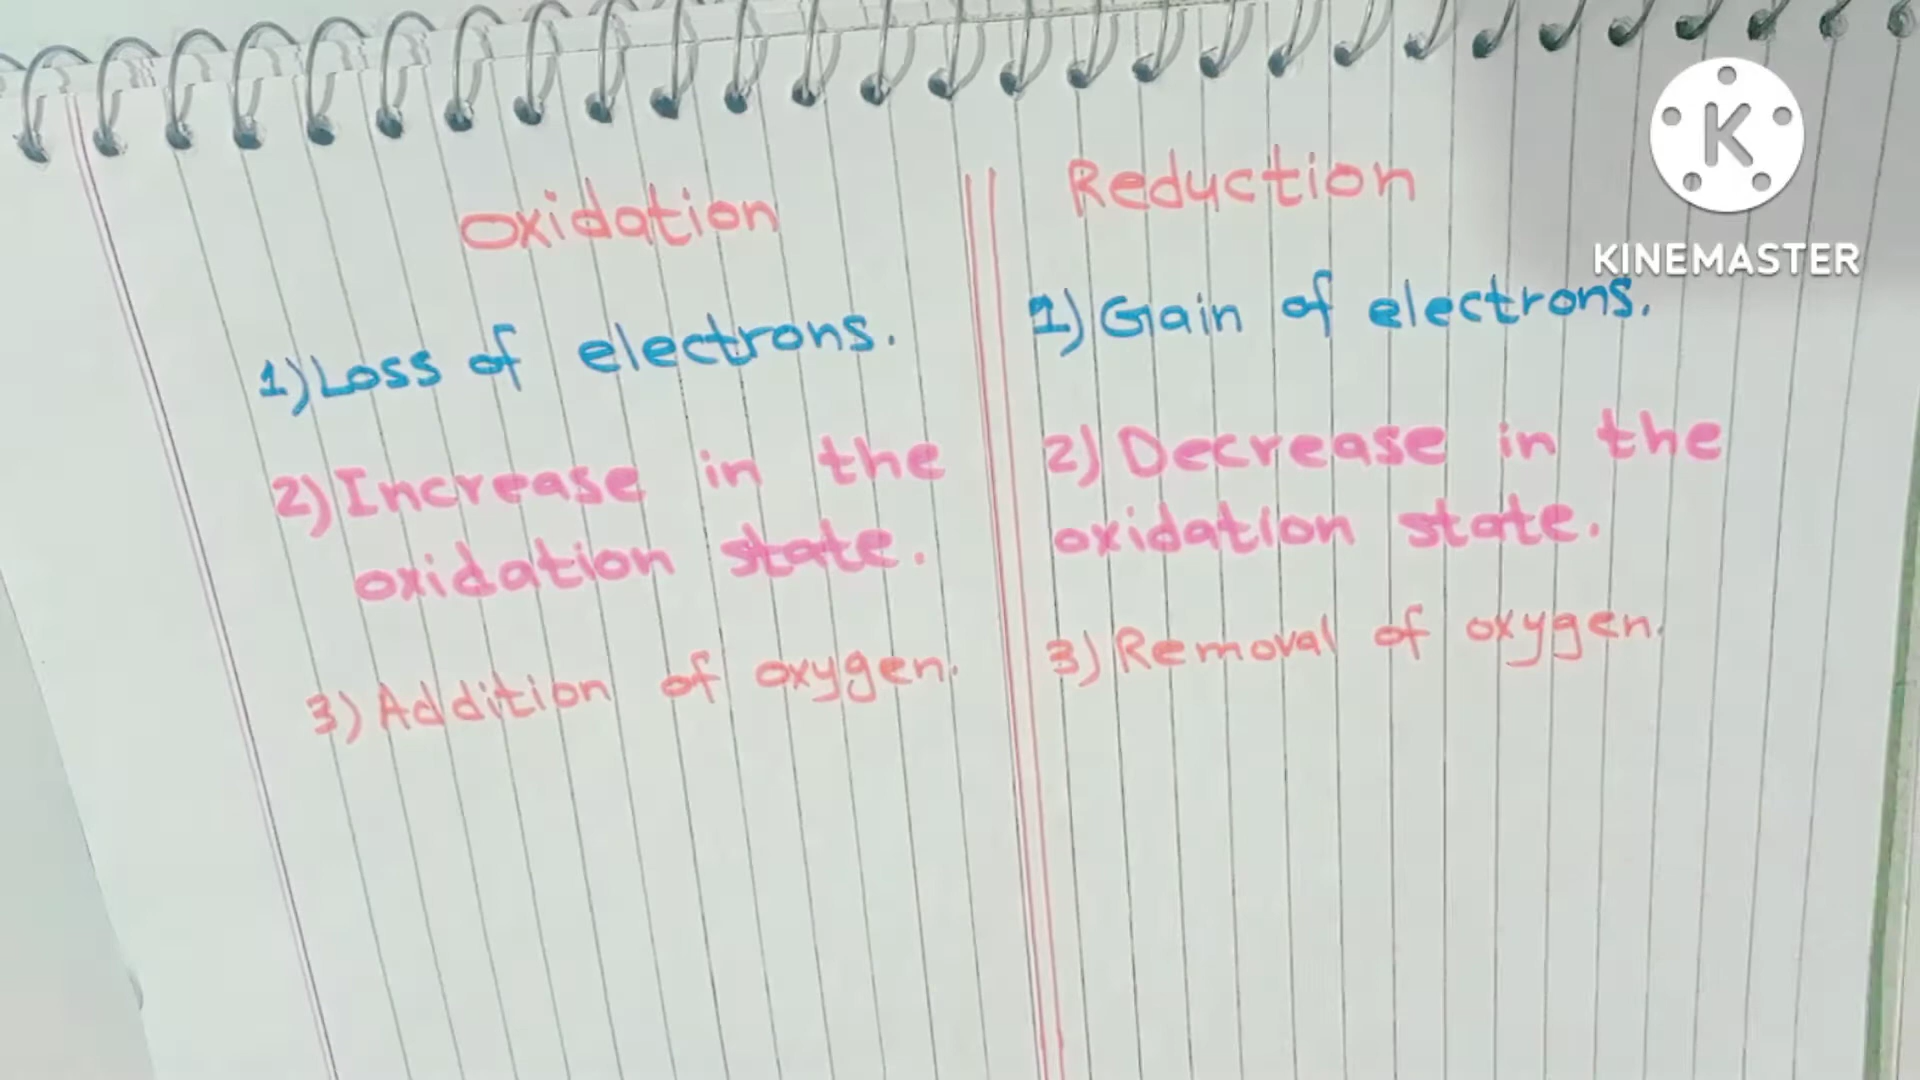 oxidation
1) Loss of electrons.
2) Increase in the
oxidation state.
3) Addition of oxygen.
Reduction
1) Gain of electrons.
2) Decrease in the
oxidation state.
3) Removal of oxygen.
K
KINEMASTER